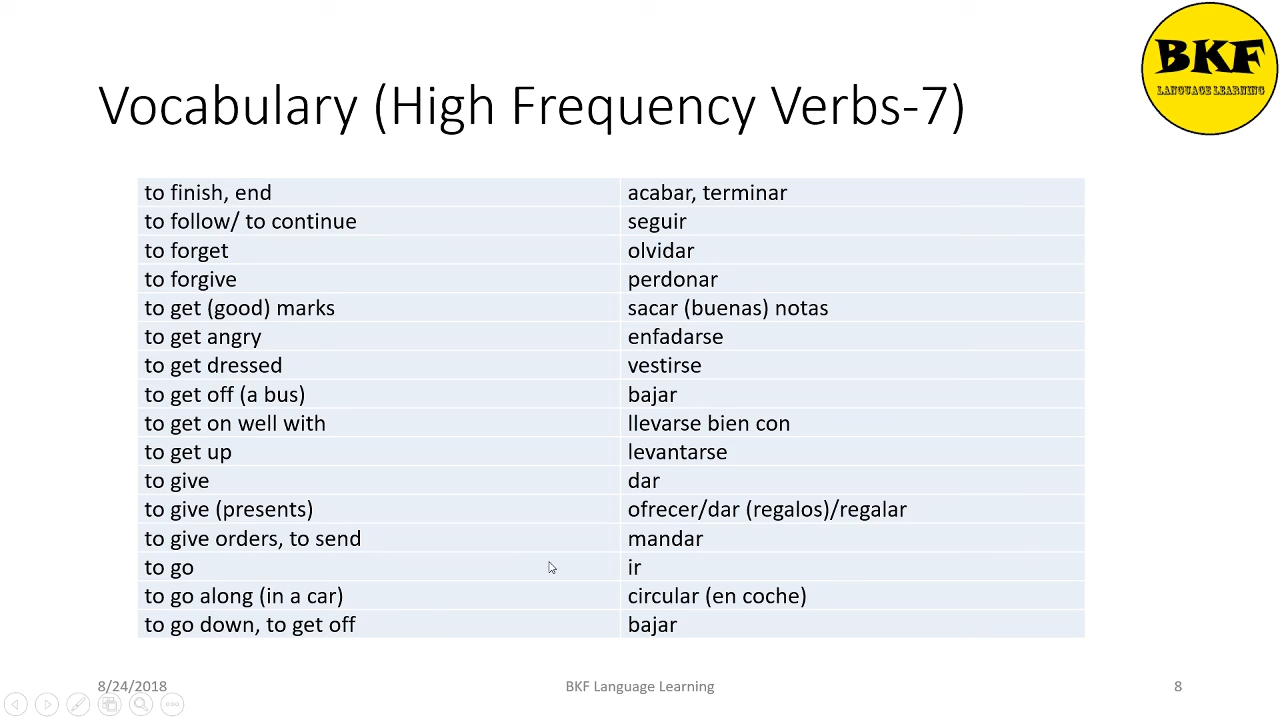 BKF
LANGUAGE LEARNING
Vocabulary (High Frequency Verbs-7)
to finish, end acabar, terminar
to follow/ to continue seguir
to forget olvidar
to forgive perdonar
to get (good) marks sacar (buenas) notas
to get angry enfadarse
to get dressed vestirse
to get off (a bus) bajar
to get on well with llevarse bien con
to get up levantarse
to give dar
to give (presents) ofrecer/dar (regalos)/regalar
to give orders, to send mandar
to go ir
to go along (in a car) circular (en coche)
to go down, to get off bajar
8/24/2018 BKF Language Learning 8